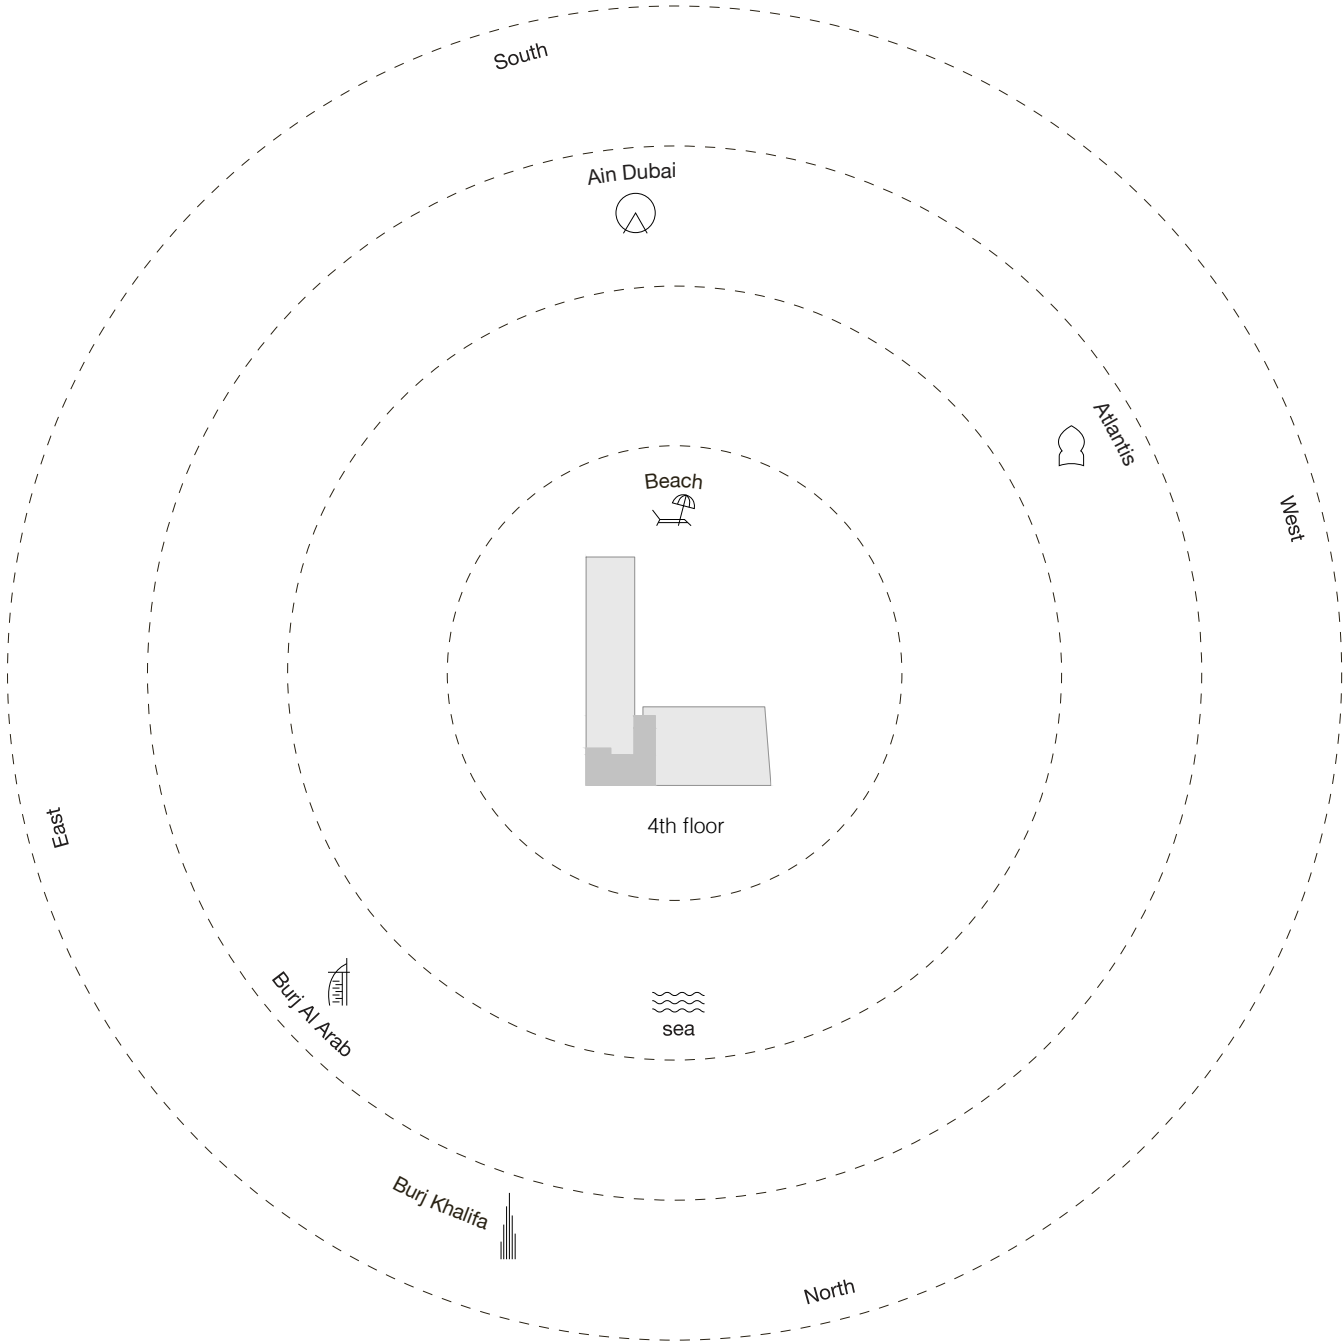 South
Ain Dubai
Atlantis
Beach
West
4th floor
East
Burj Al Arab
sea
Burj Khalifa
North